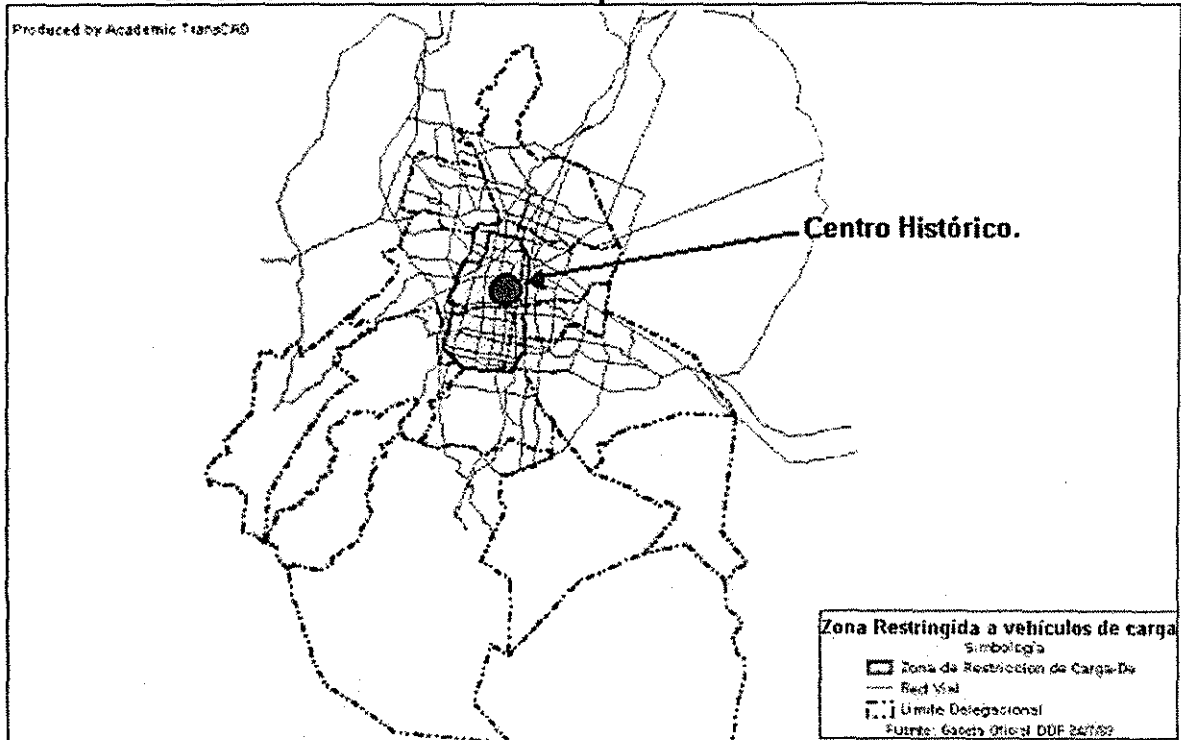 Produced by Academic TransCAD
Centro Histórico.
Zona Restringida a vehículos de carga
Simbología
Zona de Restriccion de Carga-De
Red Vial
Limite Delegacional
Fuente: Gaceta Oficial DDF